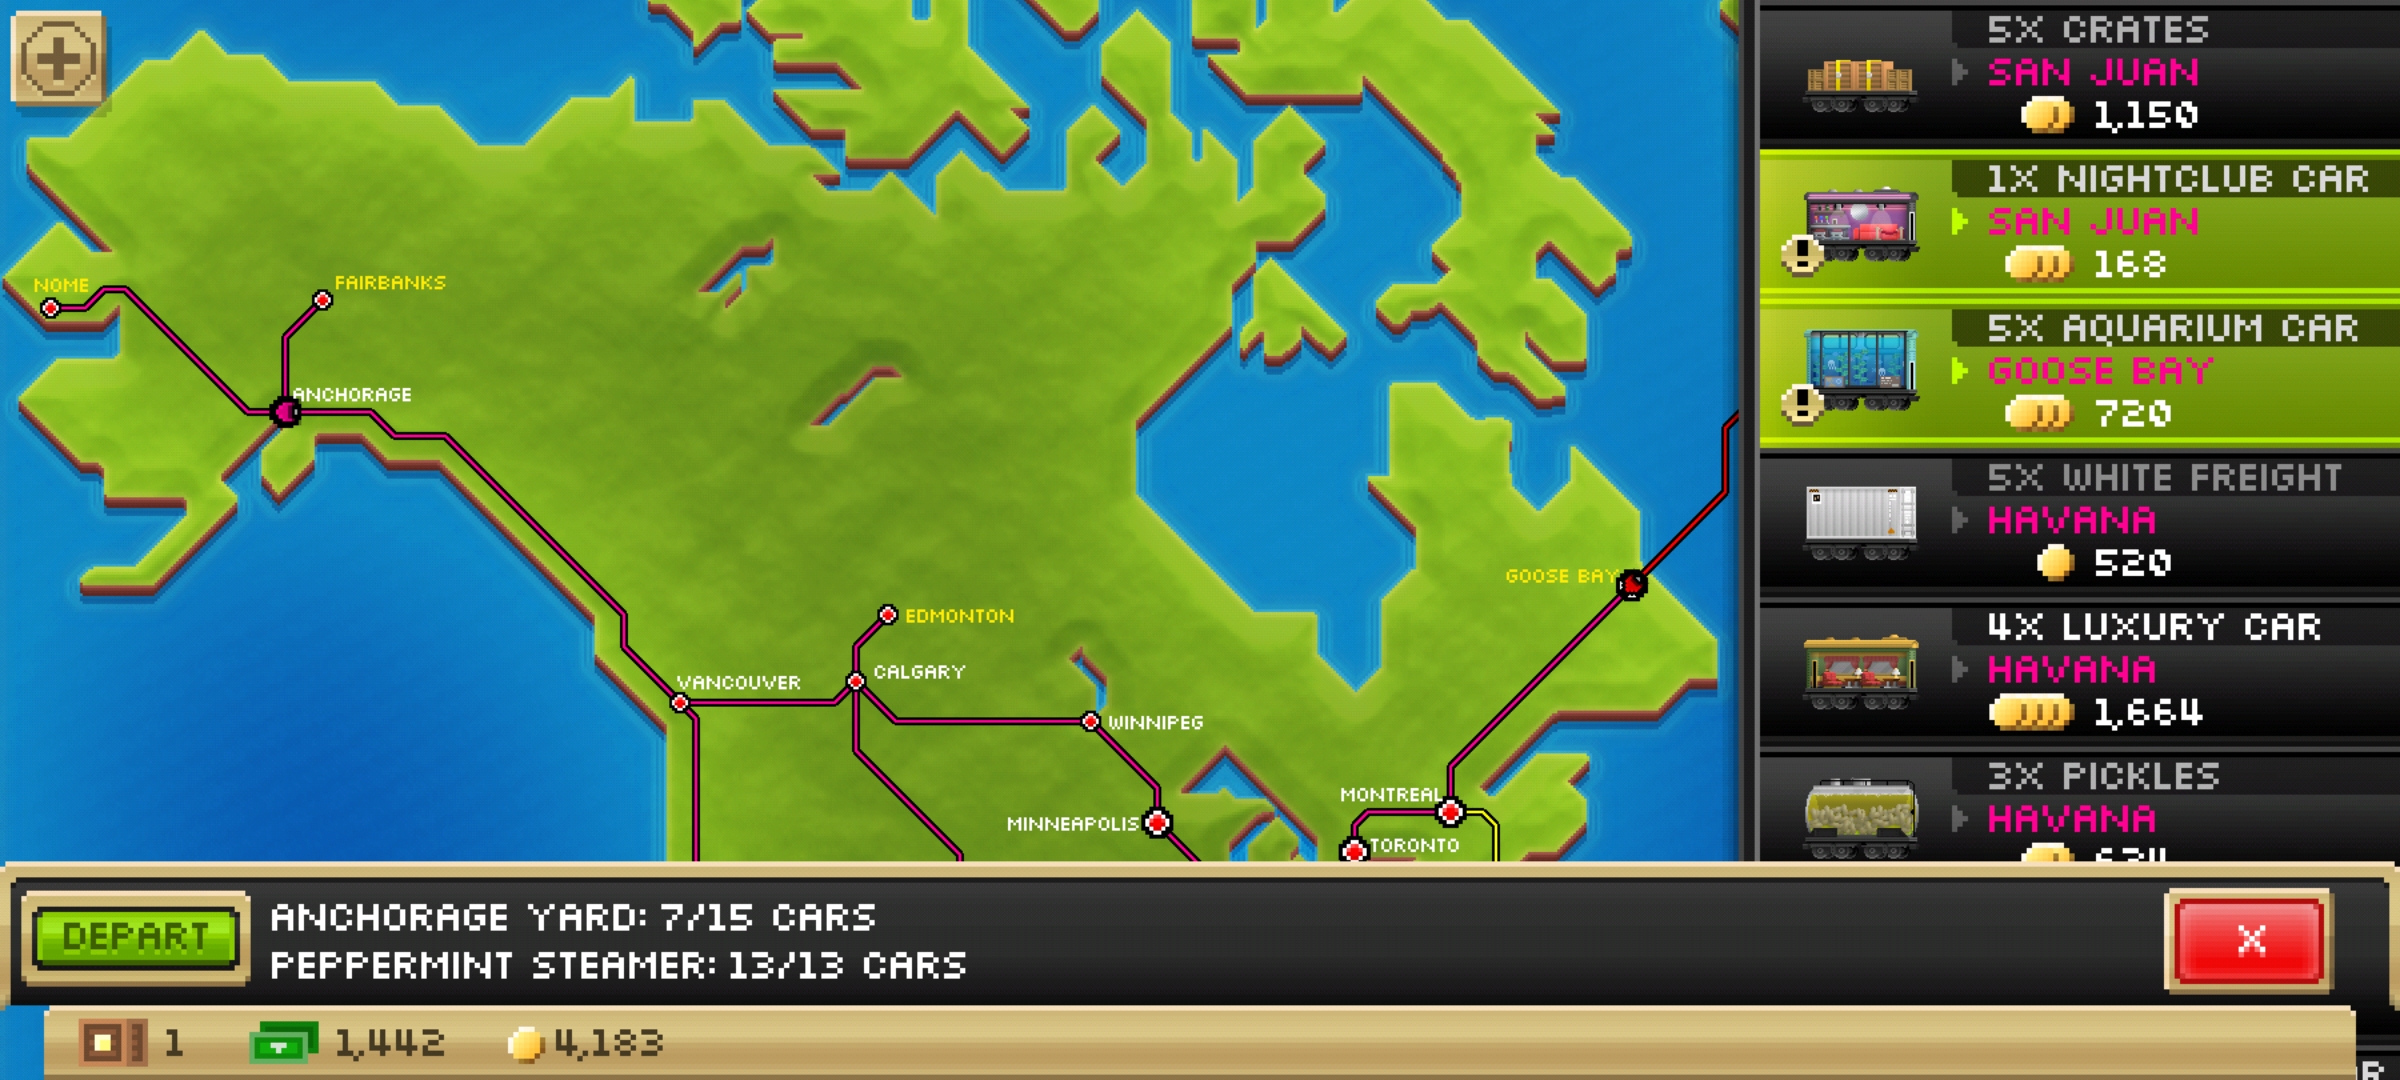 5X CRATES
SAN JUAN
1,150
1X NIGHTCLUB CAR
SAN JUAN
168
5X AQUARIUM CAR
GOOSE BAY
720
5X WHITE FREIGHT
HAVANA
520
4X LUXURY CAR
HAVANA
1,664
3X PICKLES
HAVANA
NOME
FAIRBANKS
ANCHORAGE
GOOSE BAY
EDMONTON
CALGARY
VANCOUVER
WINNIPEG
MONTREAL
MINNEAPOLIS
TORONTO
DEPART
ANCHORAGE YARD: 7/15 CARS
PEPPERMINT STEAMER: 13/13 CARS
X
1
1,442
4,183